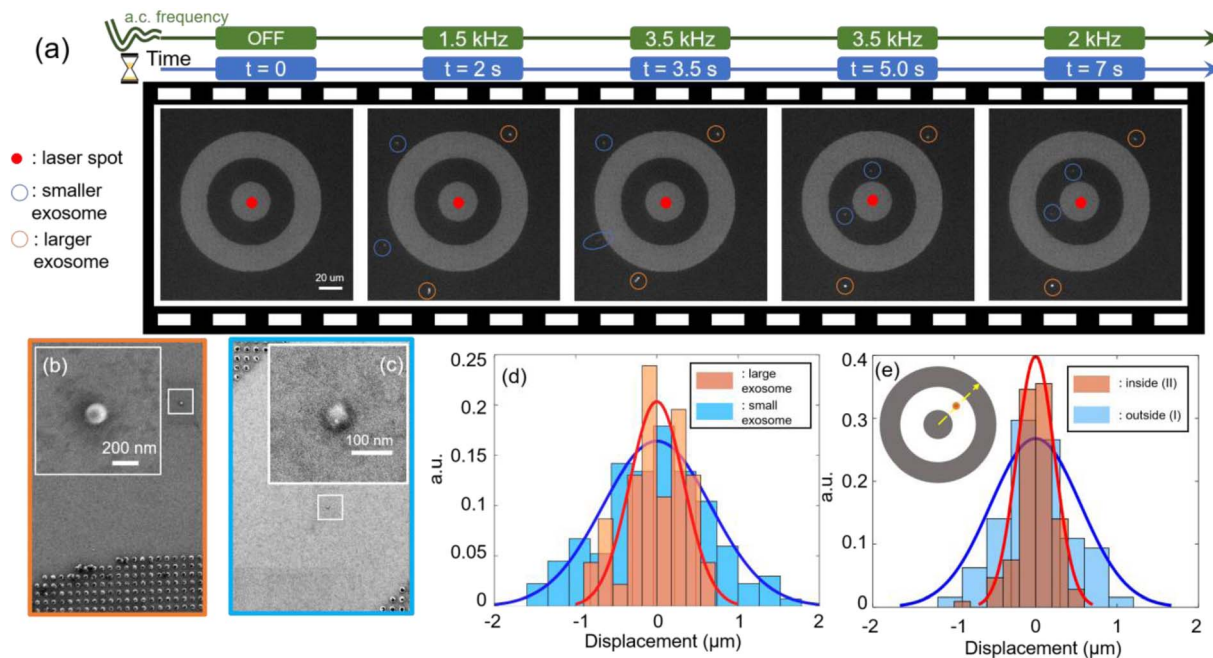 a.c. frequency
(a)
OFF
1.5 kHz
3.5 kHz
3.5 kHz
2 kHz
Time
t = 0
t = 2 s
t = 3.5 s
t = 5.0 s
t = 7 s
: laser spot
: smaller
exosome
: larger
exosome
20 um
(b)
200 nm
(c)
100 nm
(d)
: large
exosome
: small
exosome
a.u.
0.25
0.2
0.15
0.1
0.05
0
-2
-1
0
1
2
Displacement (µm)
(e)
: inside (II)
: outside (I)
a.u.
0.4
0.3
0.2
0.1
0
-2
-1
0
1
2
Displacement (µm)